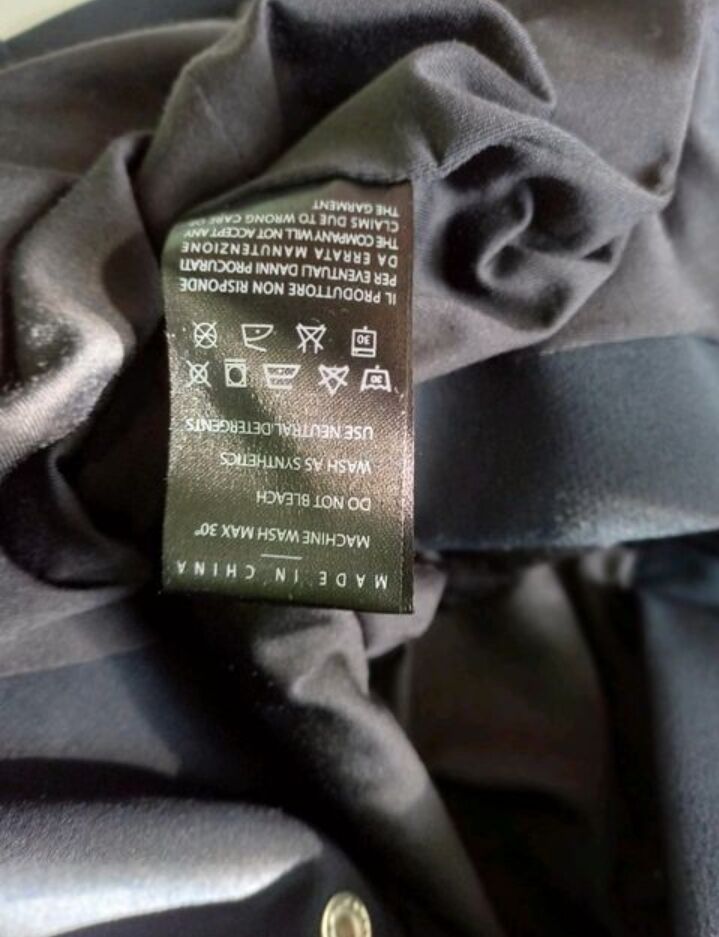 MADE IN CHINA
MACHINE WASH MAX 30°
DO NOT BLEACH
WASH AS SYNTHETICS
USE NEUTRAL DETERGENTS
30
30
IL PRODUTTORE NON RISPONDE
PER EVENTUALI DANNI PROCURATI
DA ERRATA MANUTENZIONE
THE COMPANY WILL NOT ACCEPT ANY
CLAIMS DUE TO WRONG CARE OF
THE GARMENT